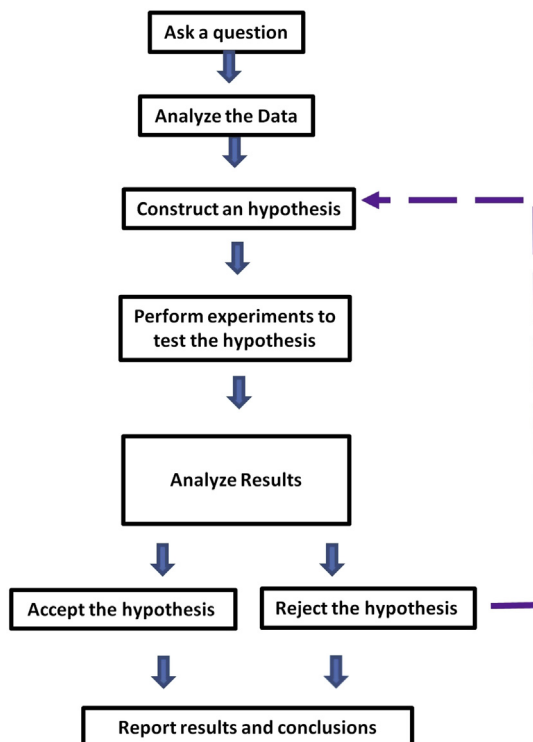 Ask a question
Analyze the Data
Construct an hypothesis
Perform experiments to
test the hypothesis
Analyze Results
Accept the hypothesis
Reject the hypothesis
Report results and conclusions